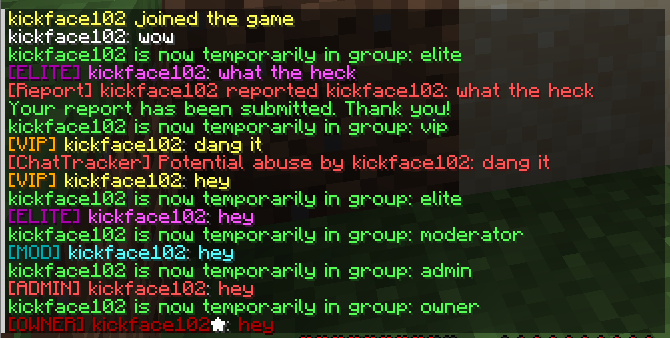 kickface102 joined the game
kickface102: wow
kickface102 is now temporarily in group: elite
[ELITE] kickface102: what the heck
[Report] kickface102 reported kickface102: what the heck
Your report has been submitted. Thank you!
kickface102 is now temporarily in group: vip
[VIP] kickface102: dang it
[ChatTracker] Potential abuse by kickface102: dang it
[VIP] kickface102: hey
kickface102 is now temporarily in group: elite
[ELITE] kickface102: hey
kickface102 is now temporarily in group: moderator
[MOD] kickface102: hey
kickface102 is now temporarily in group: admin
[ADMIN] kickface102: hey
kickface102 is now temporarily in group: owner
[OWNER] kickface102★: hey